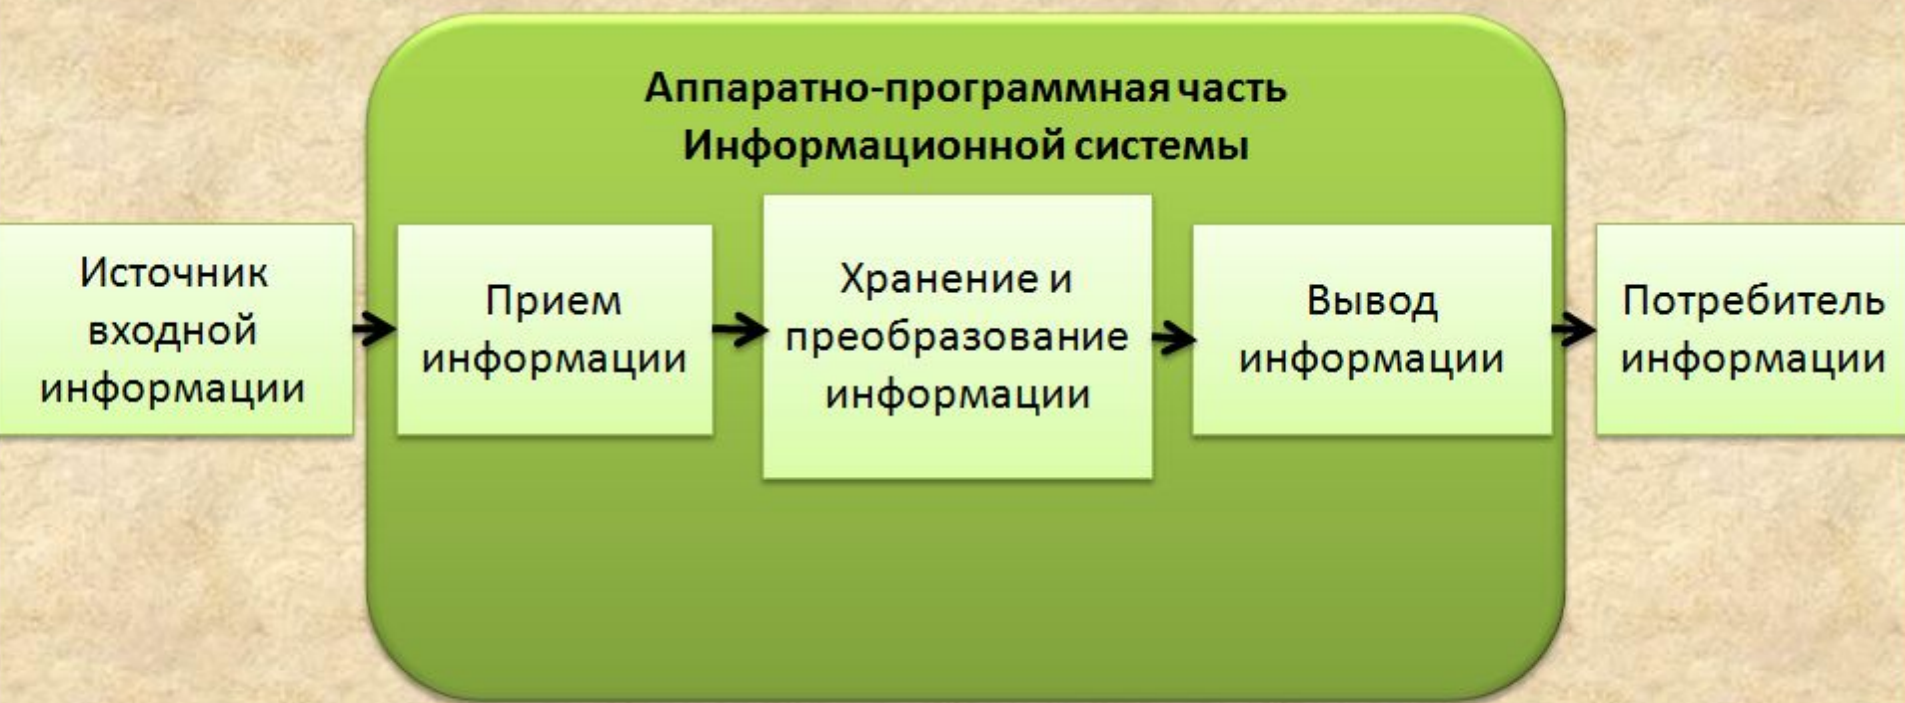 Аппаратно-программная часть
Информационной системы
Источник
входной
информации
Прием
информации
Хранение и
преобразование
информации
Вывод
информации
Потребитель
информации